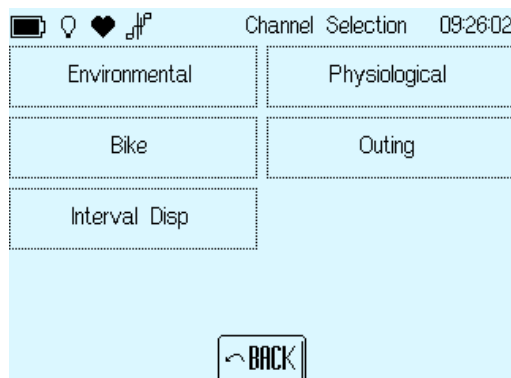 Channel Selection 09:26:02
Environmental Physiological
Bike Outing
Interval Disp
BACK